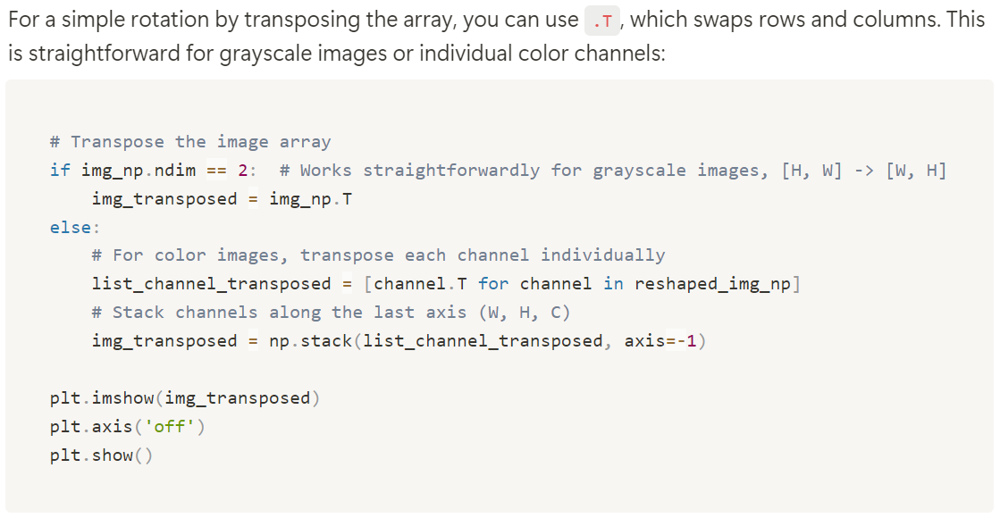 For a simple rotation by transposing the array, you can use .T, which swaps rows and columns. This
is straightforward for grayscale images or individual color channels:
# Transpose the image array
if img_np.ndim == 2:  # Works straightforwardly for grayscale images, [H, W] -> [W, H]
    img_transposed = img_np.T
else:
    # For color images, transpose each channel individually
    list_channel_transposed = [channel.T for channel in reshaped_img_np]
    # Stack channels along the last axis (W, H, C)
    img_transposed = np.stack(list_channel_transposed, axis=-1)
plt.imshow(img_transposed)
plt.axis('off')
plt.show()